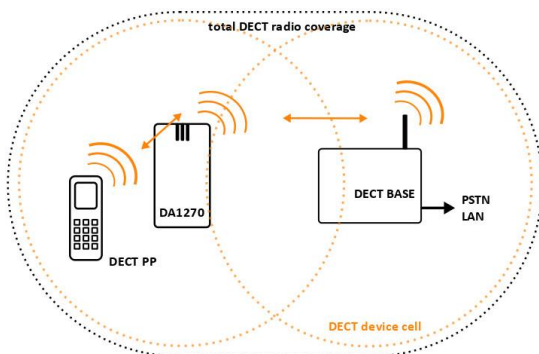 total DECT radio coverage
DA1270
DECT BASE
PSTN
LAN
DECT PP
DECT device cell